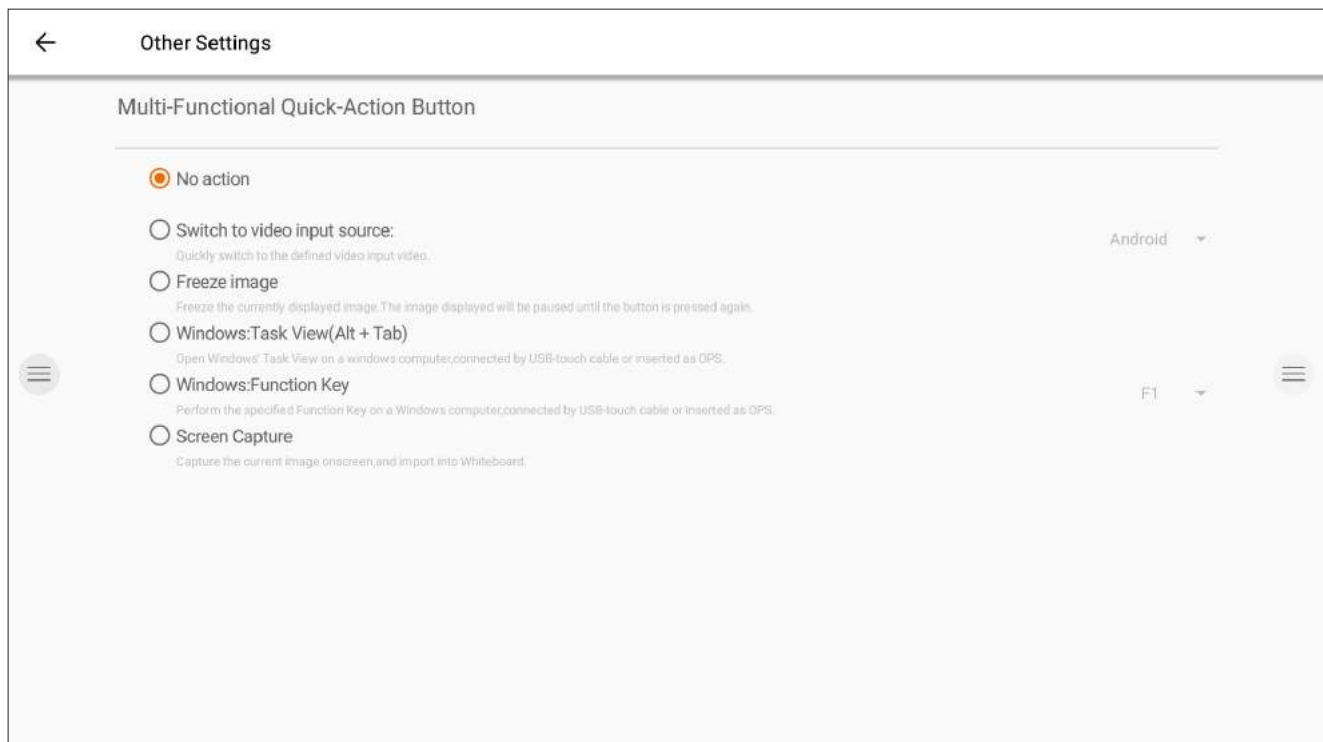 Other Settings
Multi-Functional Quick-Action Button
No action
Switch to video input source:
Android
Quickly switch to the defined video input video.
Freeze image
Freeze the currently displayed image.The image displayed will be paused until the button is pressed again.
Windows:Task View(Alt + Tab)
Open Windows' Task View on a windows computer,connected by USB-touch cable or inserted as OPS.
Windows:Function Key
F1
Perform the specified Function Key on a Windows computer,connected by USB-touch cable or inserted as OPS.
Screen Capture
Capture the current image onscreen,and import into Whiteboard.